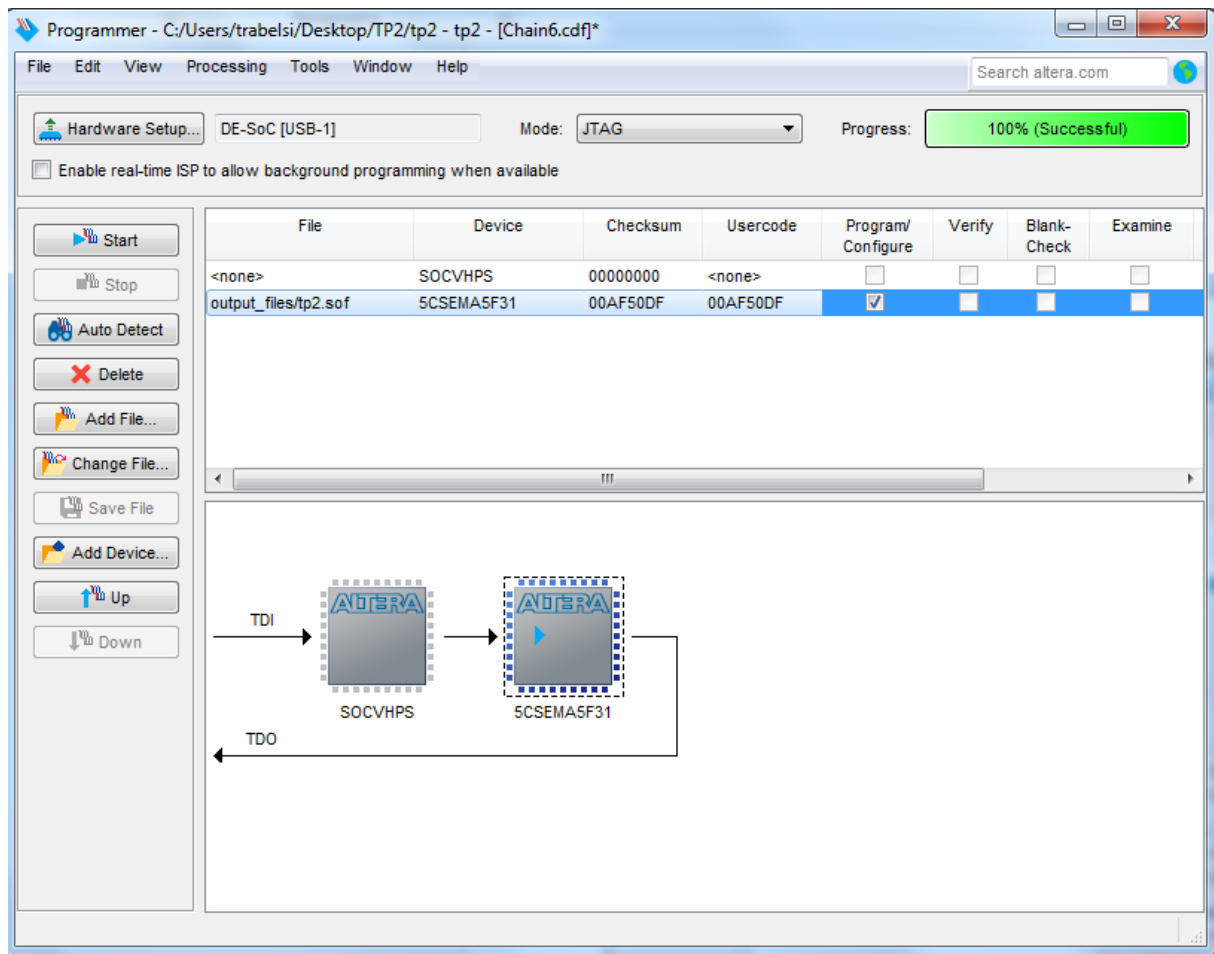 Programmer - C:/Users/trabelsi/Desktop/TP2/tp2 - tp2 - [Chain6.cdf]*
File Edit View Processing Tools Window Help
Search altera.com
Hardware Setup... DE-SoC [USB-1] Mode: JTAG Progress: 100% (Successful)
Enable real-time ISP to allow background programming when available
Start
Stop
Auto Detect
Delete
Add File...
Change File...
Save File
Add Device...
Up
Down
File Device Checksum Usercode Program/ Configure Verify Blank- Check Examine
<none> SOCVHPS 00000000 <none>
output_files/tp2.sof 5CSEMA5F31 00AF50DF 00AF50DF
TDI
ALTERA ALTERA
SOCVHPS 5CSEMA5F31
TDO